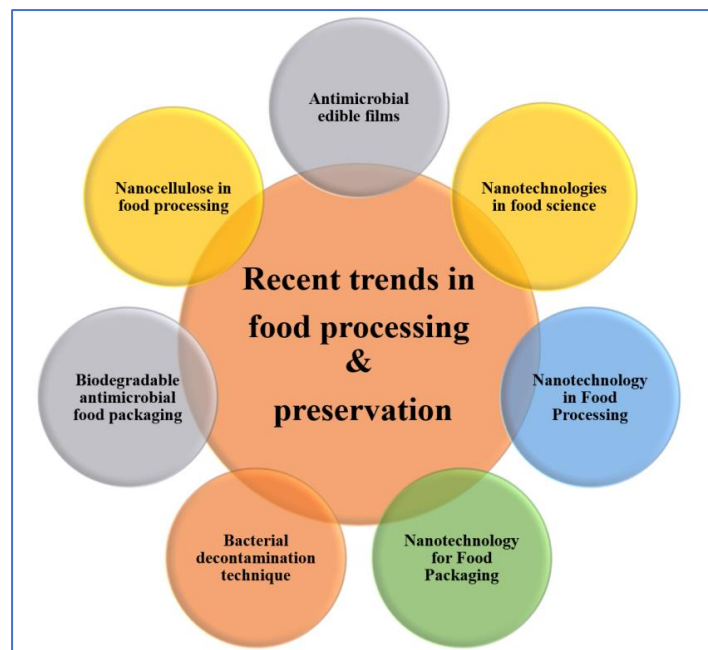 Antimicrobial
edible films
Nanocellulose in
food processing
Nanotechnologies
in food science
Recent trends in
food processing
&
preservation
Biodegradable
antimicrobial
food packaging
Nanotechnology
in Food
Processing
Bacterial
decontamination
technique
Nanotechnology
for Food
Packaging